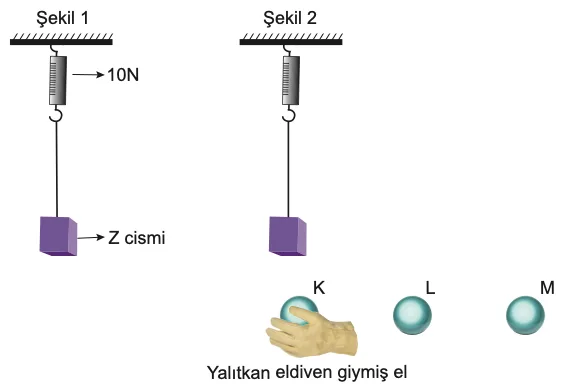 Şekil 1
Şekil 2
10N
Z cismi
K
L
M
Yalıtkan eldiven giymiş el